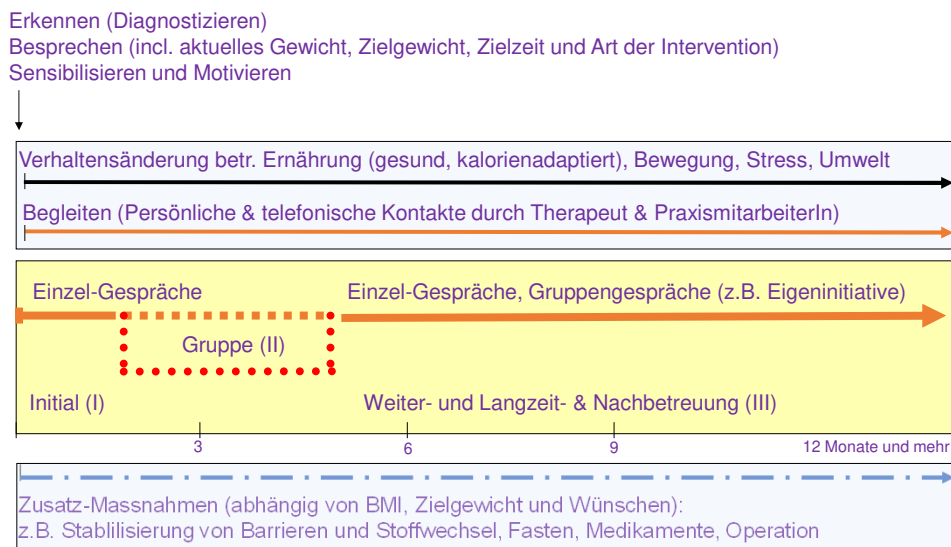 Erkennen (Diagnostizieren)
Besprechen (incl. aktuelles Gewicht, Zielgewicht, Zielzeit und Art der Intervention)
Sensibilisieren und Motivieren
Verhaltensänderung betr. Ernährung (gesund, kalorienadaptiert), Bewegung, Stress, Umwelt
Begleiten (Persönliche & telefonische Kontakte durch Therapeut & PraxismitarbeiterIn)
Einzel-Gespräche
Einzel-Gespräche, Gruppengespräche (z.B. Eigeninitiative)
Gruppe (II)
Initial (I)
Weiter- und Langzeit- & Nachbetreuung (III)
3
6
9
12 Monate und mehr
Zusatz-Massnahmen (abhängig von BMI, Zielgewicht und Wünschen):
z.B. Stablilisierung von Barrieren und Stoffwechsel, Fasten, Medikamente, Operation